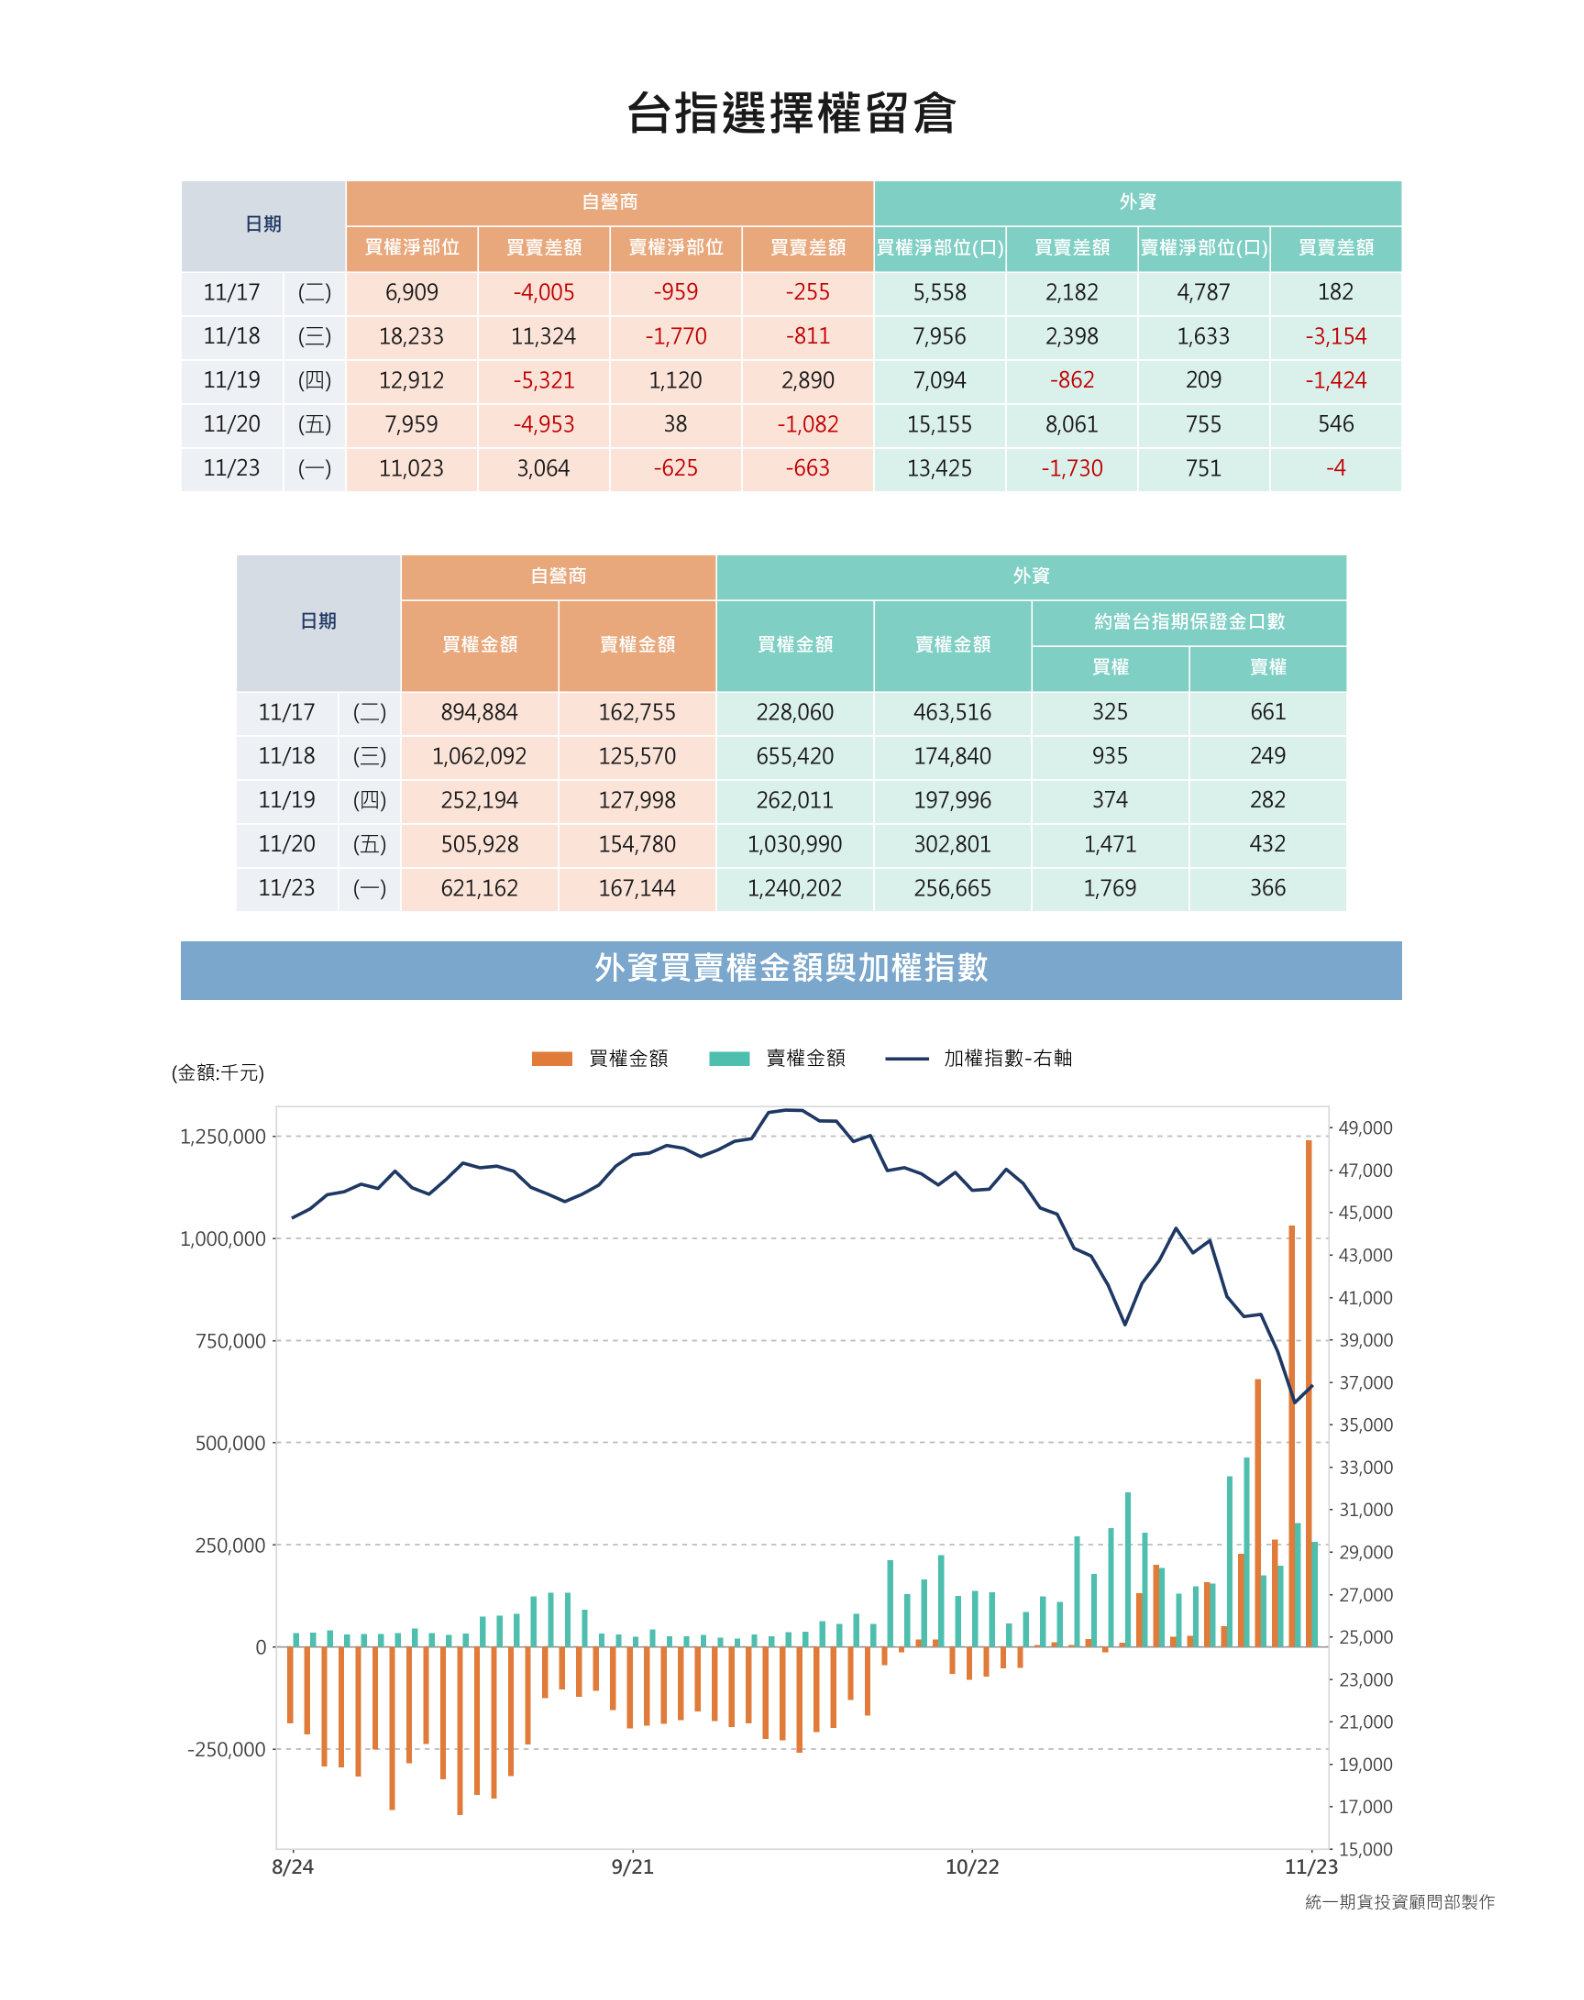 台指選擇權留倉
日期 自營商 外資
買權淨部位 買賣差額 賣權淨部位 買賣差額 買權淨部位(口) 買賣差額 賣權淨部位(口) 買賣差額
11/17 (二) 6,909 -4,005 -959 -255 5,558 2,182 4,787 182
11/18 (三) 18,233 11,324 -1,770 -811 7,956 2,398 1,633 -3,154
11/19 (四) 12,912 -5,321 1,120 2,890 7,094 -862 209 -1,424
11/20 (五) 7,959 -4,953 38 -1,082 15,155 8,061 755 546
11/23 (一) 11,023 3,064 -625 -663 13,425 -1,730 751 -4
日期 自營商 外資
買權金額 賣權金額 買權金額 賣權金額 約當台指期保證金口數
買權 賣權
11/17 (二) 894,884 162,755 228,060 463,516 325 661
11/18 (三) 1,062,092 125,570 655,420 174,840 935 249
11/19 (四) 252,194 127,998 262,011 197,996 374 282
11/20 (五) 505,928 154,780 1,030,990 302,801 1,471 432
11/23 (一) 621,162 167,144 1,240,202 256,665 1,769 366
外資買賣權金額與加權指數
買權金額 賣權金額 加權指數-右軸
(金額:千元)
1,250,000
1,000,000
750,000
500,000
250,000
0
-250,000
49,000
47,000
45,000
43,000
41,000
39,000
37,000
35,000
33,000
31,000
29,000
27,000
25,000
23,000
21,000
19,000
17,000
15,000
8/24 9/21 10/22 11/23
統一期貨投資顧問部製作